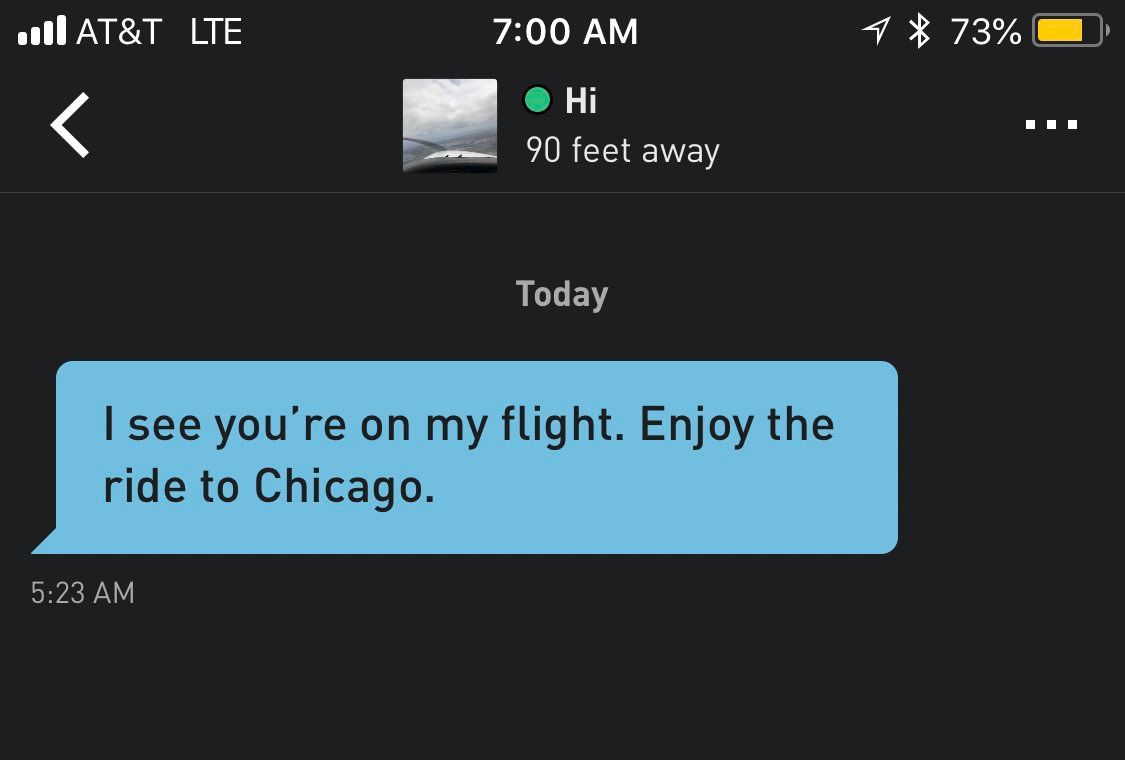 AT&T LTE 7:00 AM 73%
Hi
90 feet away
Today
I see you’re on my flight. Enjoy the
ride to Chicago.
5:23 AM